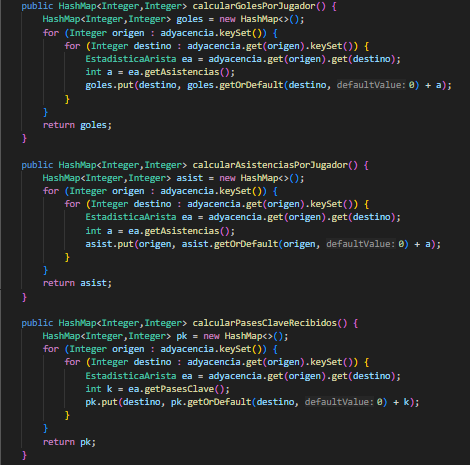 public HashMap<Integer,Integer> calcularGolesPorJugador() {
HashMap<Integer,Integer> goles = new HashMap<>();
for (Integer origen : adyacencia.keySet()) {
for (Integer destino : adyacencia.get(origen).keySet()) {
EstadisticaArista ea = adyacencia.get(origen).get(destino);
int a = ea.getAsistencias();
goles.put(destino, goles.getOrDefault(destino, defaultValue: 0) + a);
}
}
return goles;
}
public HashMap<Integer,Integer> calcularAsistenciasPorJugador() {
HashMap<Integer,Integer> asist = new HashMap<>();
for (Integer origen : adyacencia.keySet()) {
for (Integer destino : adyacencia.get(origen).keySet()) {
EstadisticaArista ea = adyacencia.get(origen).get(destino);
int a = ea.getAsistencias();
asist.put(origen, asist.getOrDefault(origen, defaultValue: 0) + a);
}
}
return asist;
}
public HashMap<Integer,Integer> calcularPasesClaveRecibidos() {
HashMap<Integer,Integer> pk = new HashMap<>();
for (Integer origen : adyacencia.keySet()) {
for (Integer destino : adyacencia.get(origen).keySet()) {
EstadisticaArista ea = adyacencia.get(origen).get(destino);
int k = ea.getPasesClave();
pk.put(destino, pk.getOrDefault(destino, defaultValue: 0) + k);
}
}
return pk;
}